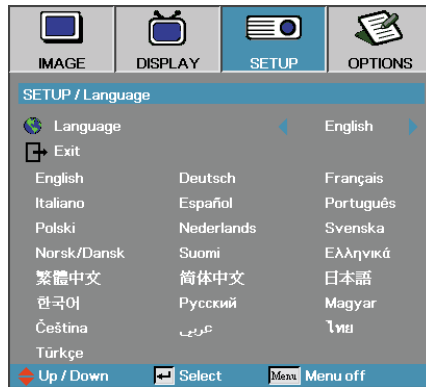 IMAGE DISPLAY SETUP OPTIONS
SETUP / Language
Language English
Exit
English Deutsch Français
Italiano Español Português
Polski Nederlands Svenska
Norsk/Dansk Suomi Ελληνικά
繁體中文 简体中文 日本語
한국어 Русский Magyar
Čeština عربي ไทย
Türkçe
Up / Down Select Menu Menu off